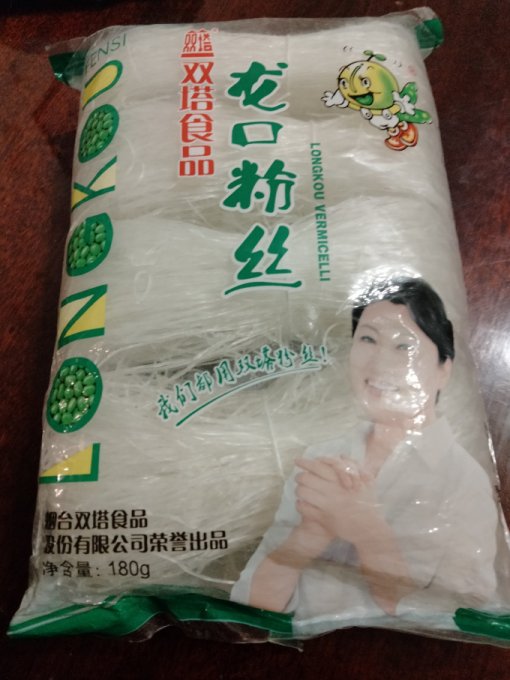 双塔
双塔食品
龙口粉丝
LONGKOU VERMICELLI
LONGKOU
ENSI
我们都用双塔粉丝!
烟台双塔食品
股份有限公司荣誉出品
净含量: 180g